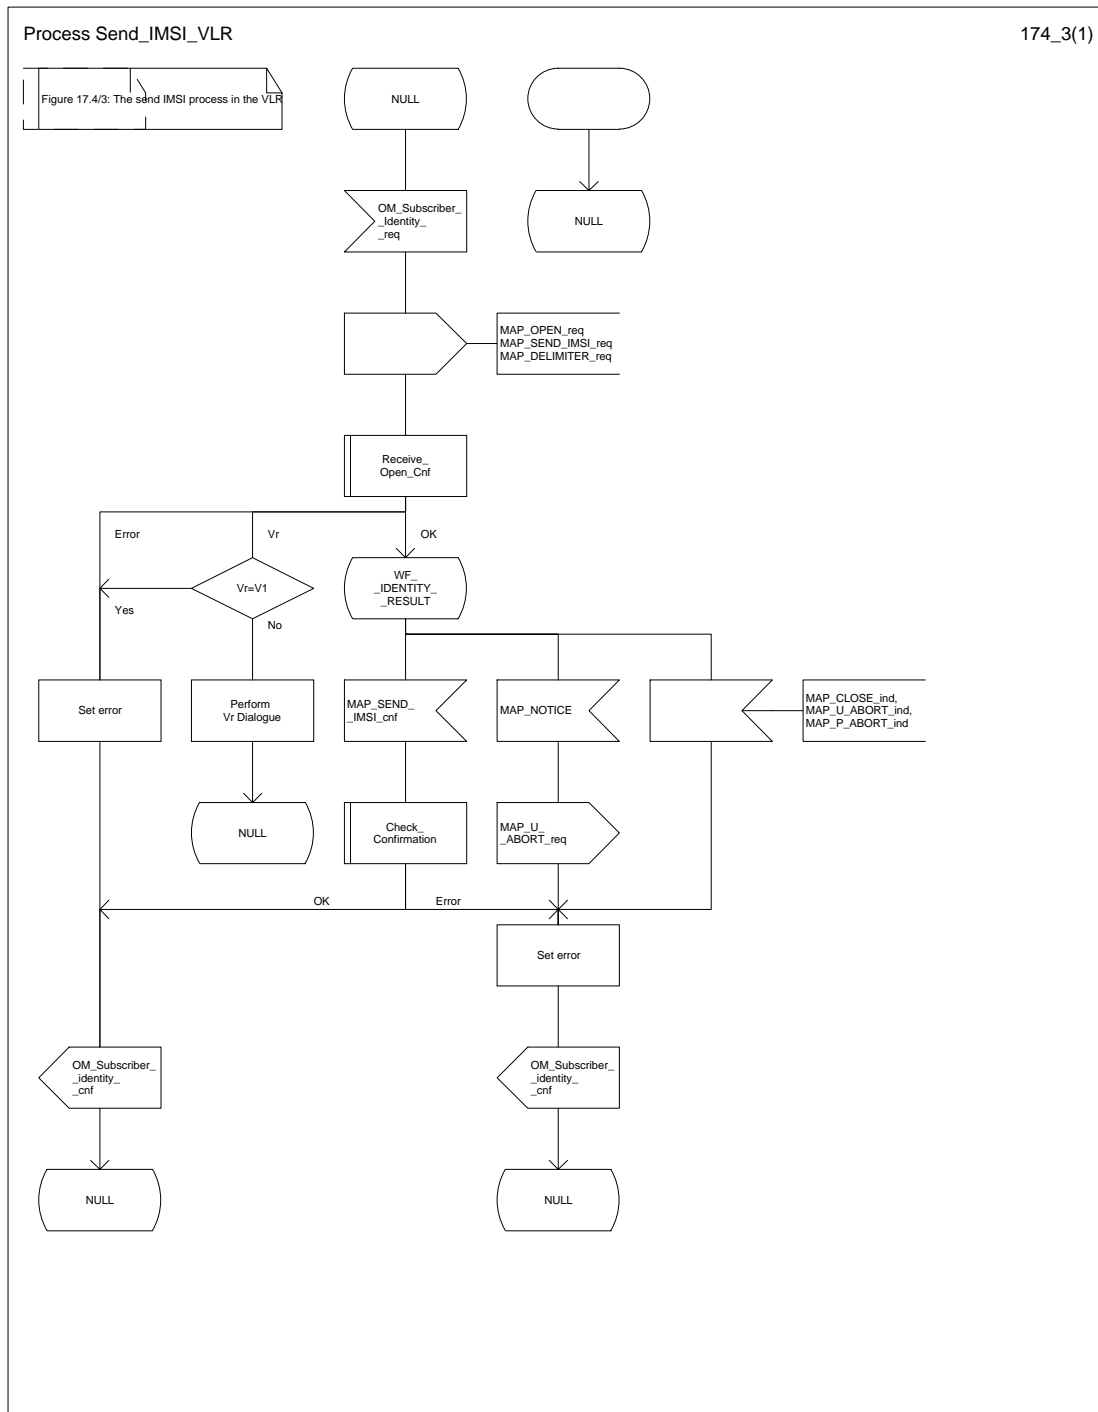 Process Send_IMSI_VLR
174_3(1)
Figure 17.4/3: The send IMSI process in the VLR
NULL
OM_Subscriber_
_Identity_
_req
NULL
MAP_OPEN_req
MAP_SEND_IMSI_req
MAP_DELIMITER_req
Receive_
Open_Cnf
Error
Vr
OK
Vr=V1
WF_
_IDENTITY_
_RESULT
Yes
No
Set error
Perform
Vr Dialogue
MAP_SEND_
_IMSI_cnf
MAP_NOTICE
MAP_CLOSE_ind,
MAP_U_ABORT_ind,
MAP_P_ABORT_ind
NULL
Check_
Confirmation
MAP_U_
_ABORT_req
OK
Error
Set error
OM_Subscriber_
_identity_
_cnf
OM_Subscriber_
_identity_
_cnf
NULL
NULL